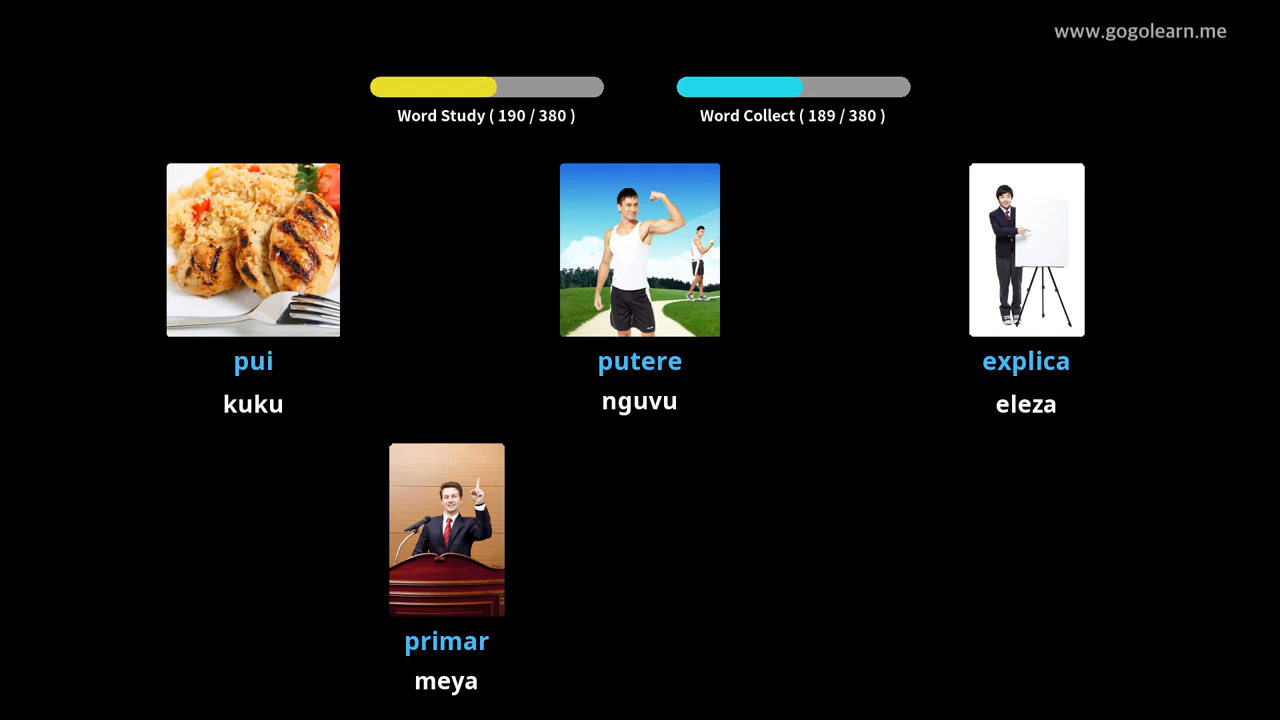 www.gogolearn.me
Word Study ( 190 / 380 )
Word Collect ( 189 / 380 )
pui
kuku
putere
nguvu
explica
eleza
primar
meya